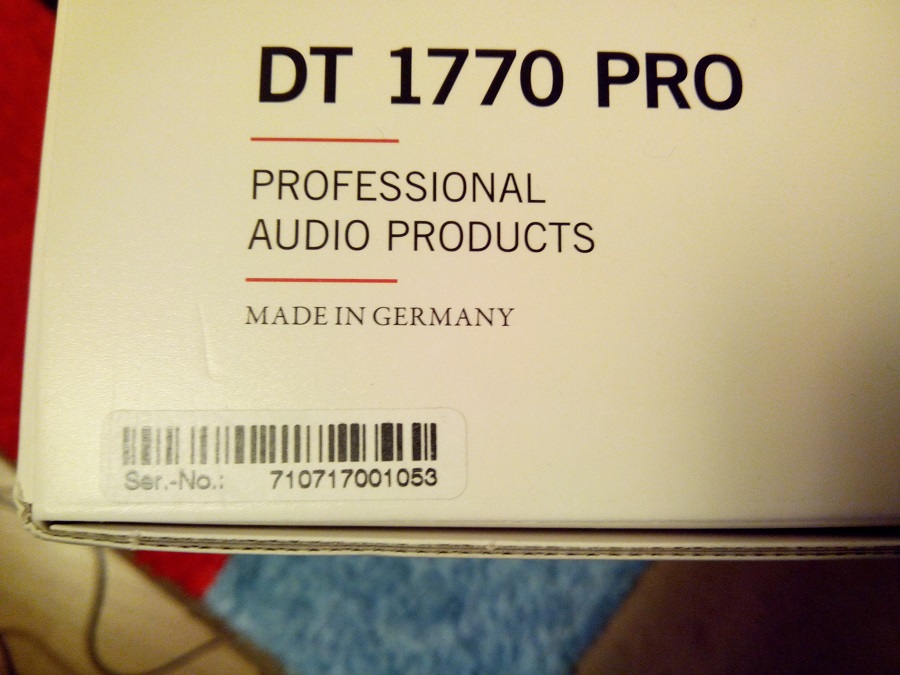 DT 1770 PRO
PROFESSIONAL
AUDIO PRODUCTS
MADE IN GERMANY
Ser.-No.: 710717001053